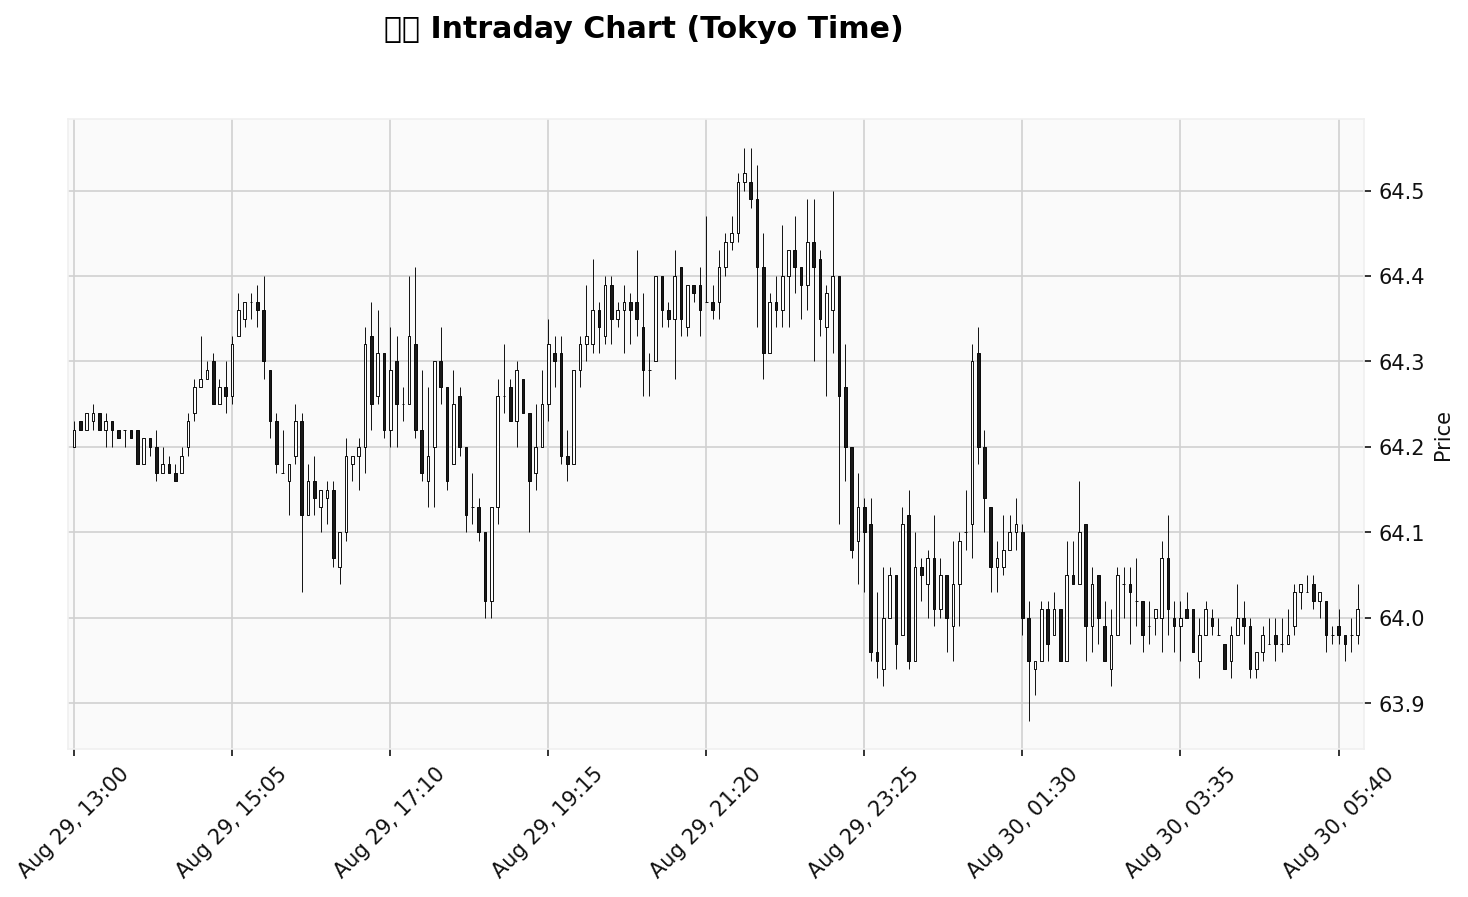 Intraday Chart (Tokyo Time)
64.5
64.4
64.3
64.2
64.1
64.0
63.9
Price
Aug 29, 13:00
Aug 29, 15:05
Aug 29, 17:10
Aug 29, 19:15
Aug 29, 21:20
Aug 29, 23:25
Aug 30, 01:30
Aug 30, 03:35
Aug 30, 05:40